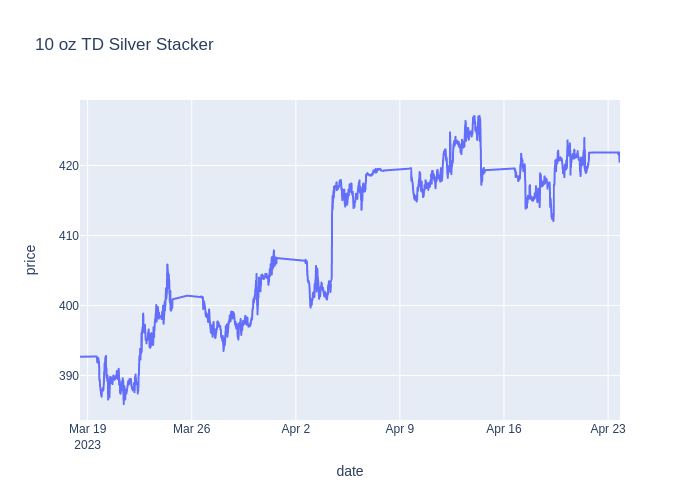 10 oz TD Silver Stacker
price
420
410
400
390
Mar 19
2023
Mar 26
Apr 2
Apr 9
Apr 16
Apr 23
date